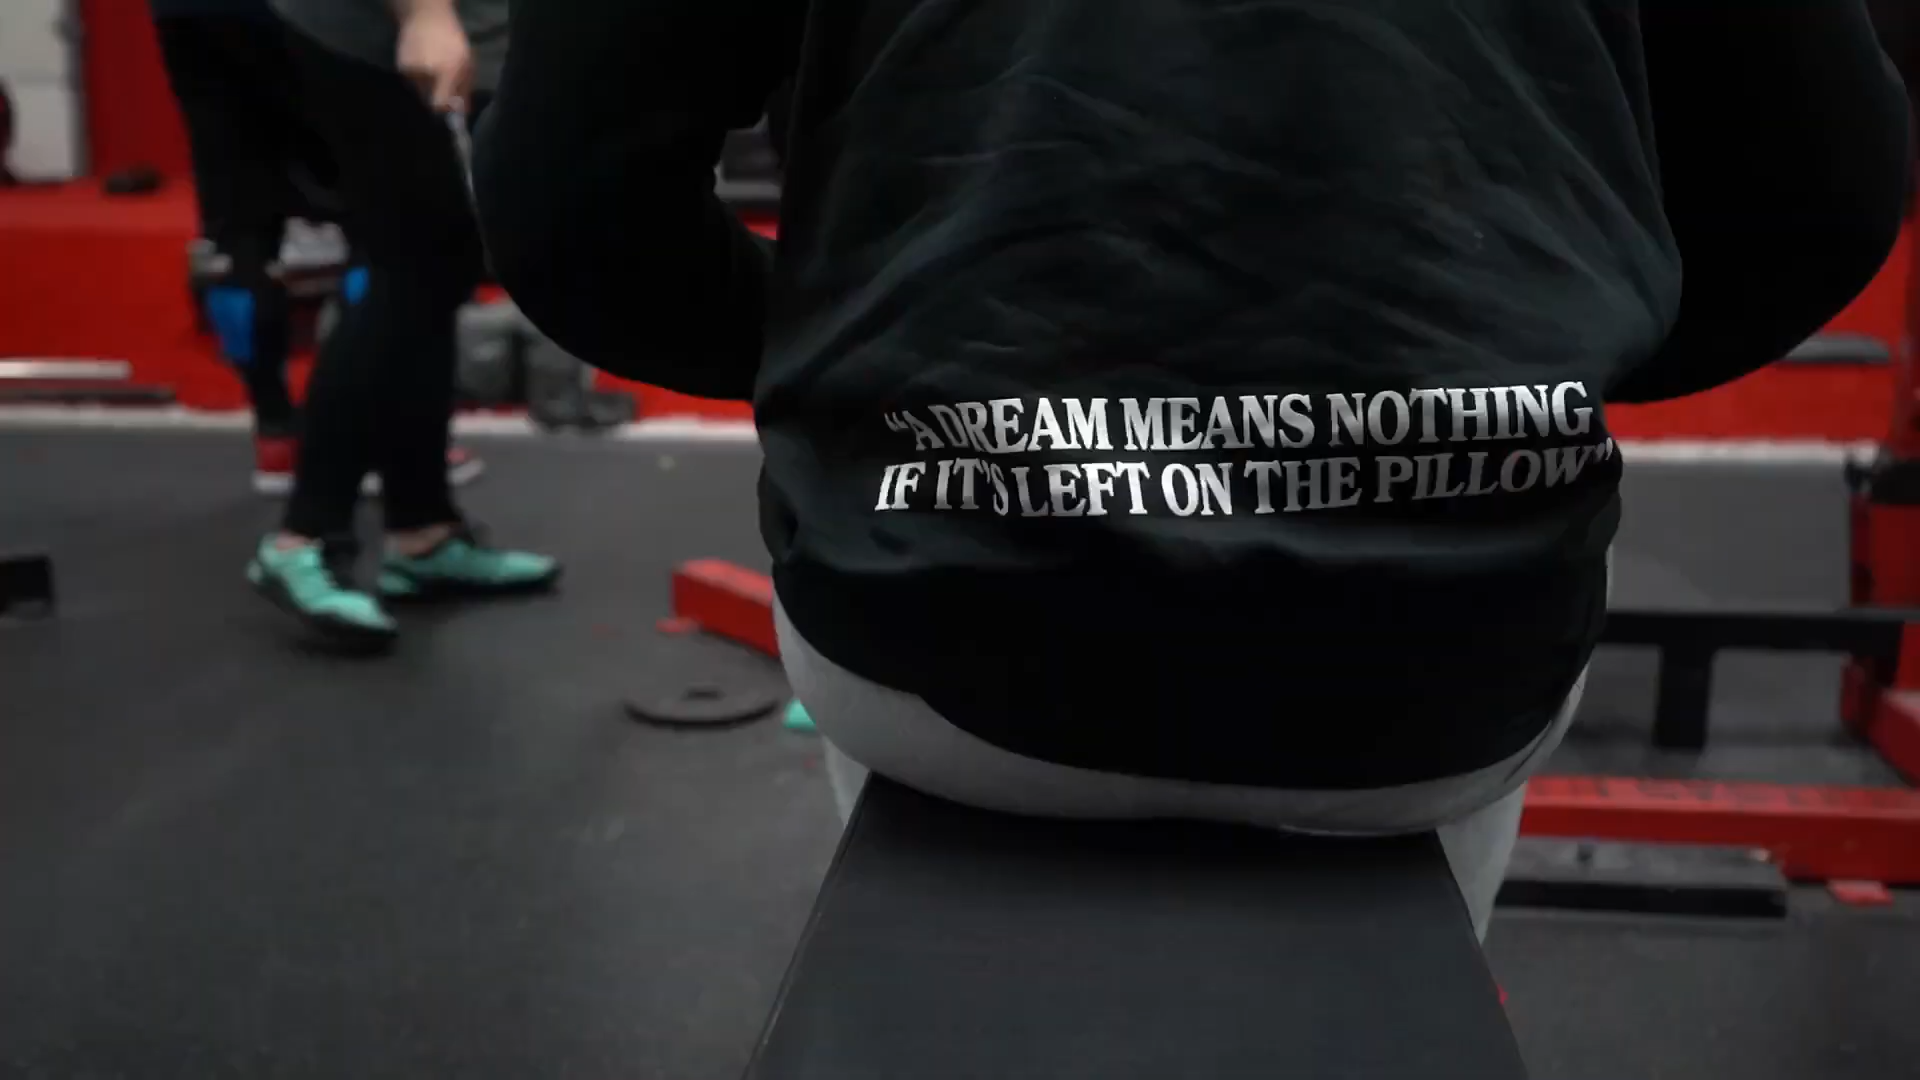 “A DREAM MEANS NOTHING
IF IT'S LEFT ON THE PILLOW”